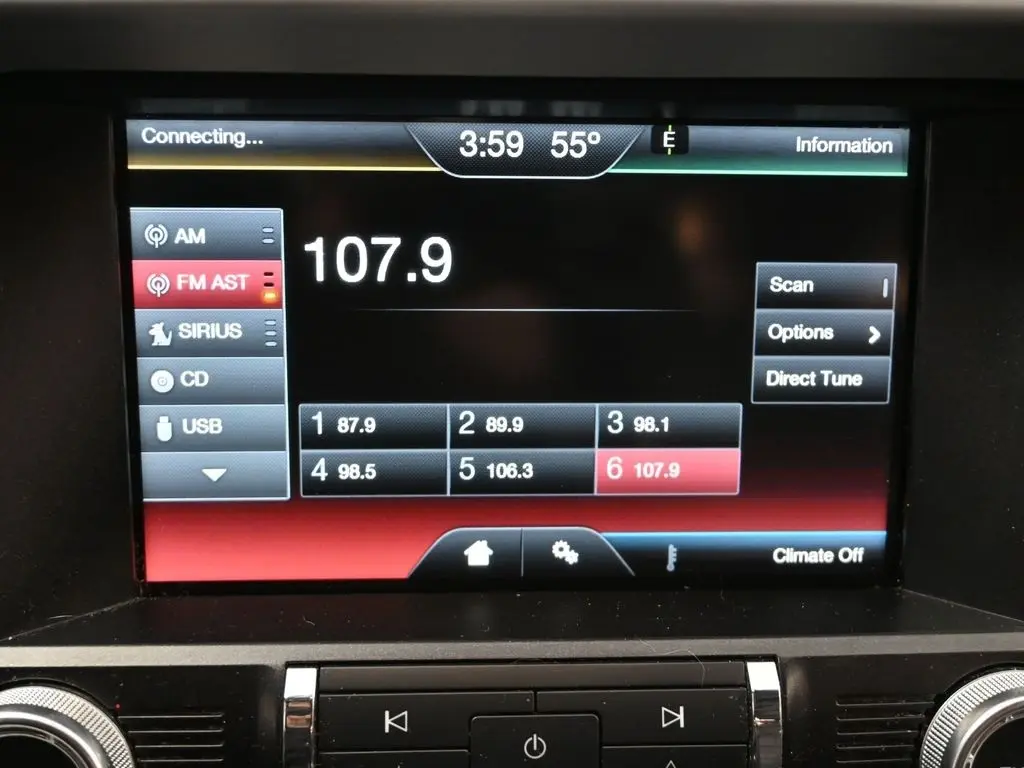 Connecting...
3:59 55º
E
Information
AM
FM AST
SIRIUS
CD
USB
107.9
Scan
Options
Direct Tune
1 87.9
2 89.9
3 98.1
4 98.5
5 106.3
6 107.9
Climate Off